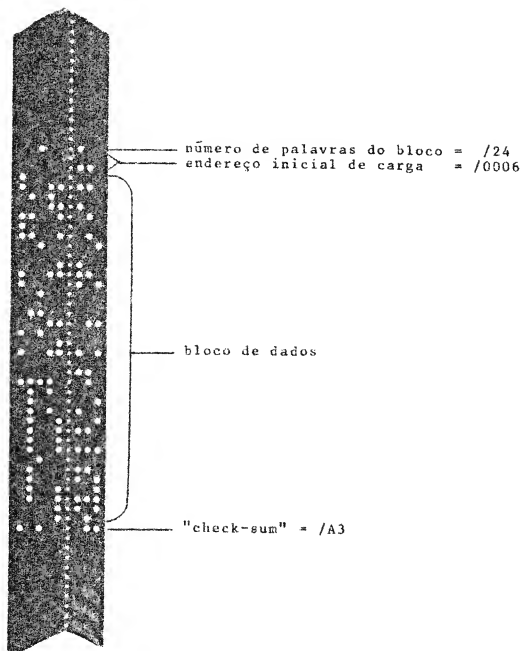 número de palavras do bloco = /24
endereço inicial de carga = /0006
bloco de dados
"check-sum" = /A3